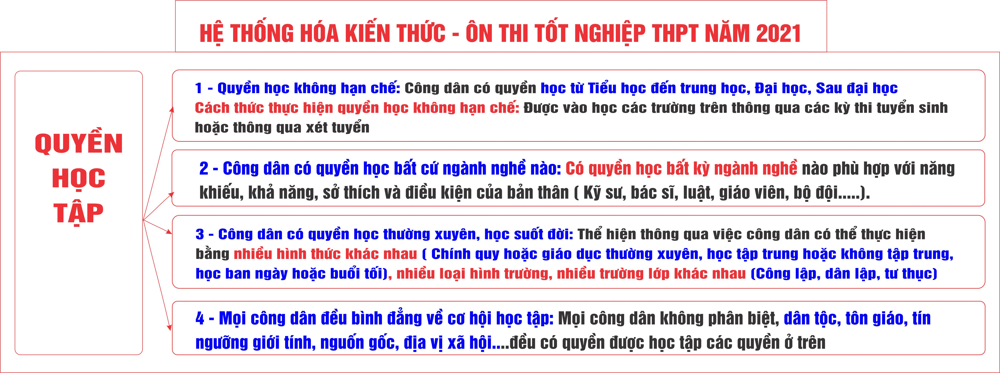 HỆ THỐNG HÓA KIẾN THỨC - ÔN THI TỐT NGHIỆP THPT NĂM 2021
QUYỀN
HỌC
TẬP
1 - Quyền học không hạn chế: Công dân có quyền học từ Tiểu học đến trung học, Đại học, Sau đại học
Cách thức thực hiện quyền học không hạn chế: Được vào học các trường trên thông qua các kỳ thi tuyển sinh
hoặc thông qua xét tuyển
2 - Công dân có quyền học bất cứ ngành nghề nào: Có quyền học bất kỳ ngành nghề nào phù hợp với năng
khiếu, khả năng, sở thích và điều kiện của bản thân ( Kỹ sư, bác sĩ, luật, giáo viên, bộ đội.....).
3 - Công dân có quyền học thường xuyên, học suốt đời: Thể hiện thông qua việc công dân có thể thực hiện
bằng nhiều hình thức khác nhau ( Chính quy hoặc giáo dục thường xuyên, học tập trung hoặc không tập trung,
học ban ngày hoặc buổi tối), nhiều loại hình trường, nhiều trường lớp khác nhau (Công lập, dân lập, tư thục)
4 - Mọi công dân đều bình đẳng về cơ hội học tập: Mọi công dân không phân biệt, dân tộc, tôn giáo, tín
ngưỡng giới tính, nguồn gốc, địa vị xã hội....đều có quyền được học tập các quyền ở trên